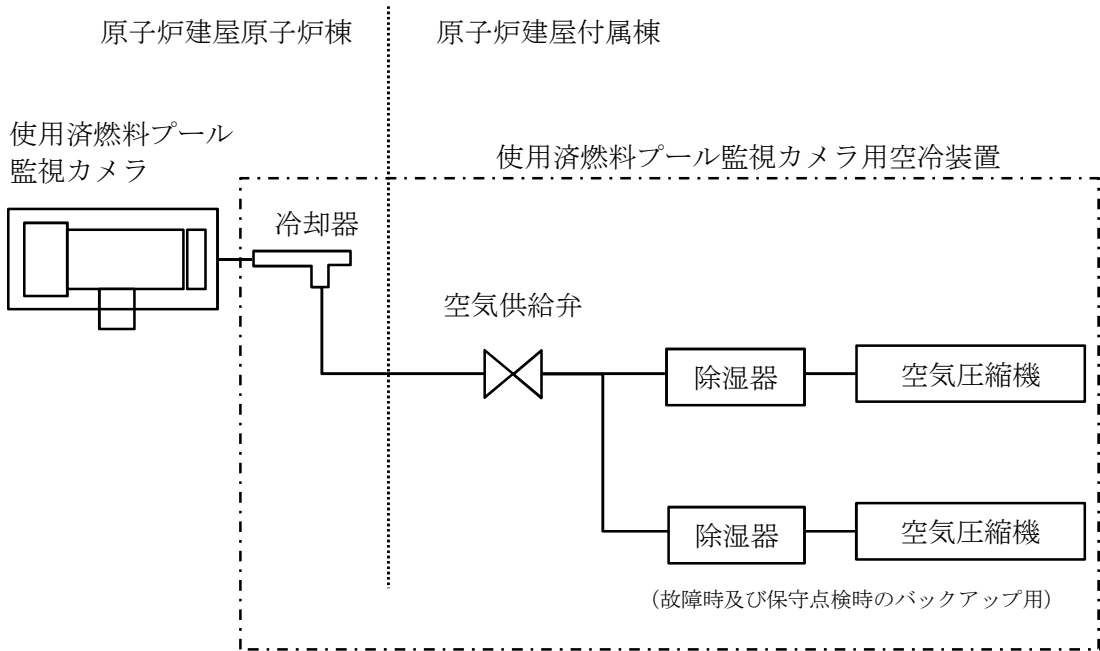 原子炉建屋原子炉棟
原子炉建屋付属棟
使用済燃料プール
監視カメラ
使用済燃料プール監視カメラ用空冷装置
冷却器
空気供給弁
除湿器
空気圧縮機
除湿器
空気圧縮機
（故障時及び保守点検時のバックアップ用）